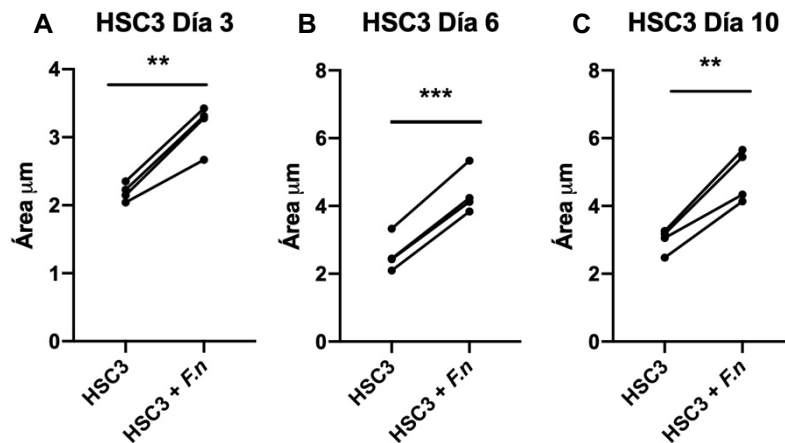 A HSC3 Día 3
**
4
3
2
1
0
Área μm
HSC3
HSC3 + F.n
B HSC3 Día 6
***
8
6
4
2
0
Área μm
HSC3
HSC3 + F.n
C HSC3 Día 10
**
8
6
4
2
0
Área μm
HSC3
HSC3 + F.n